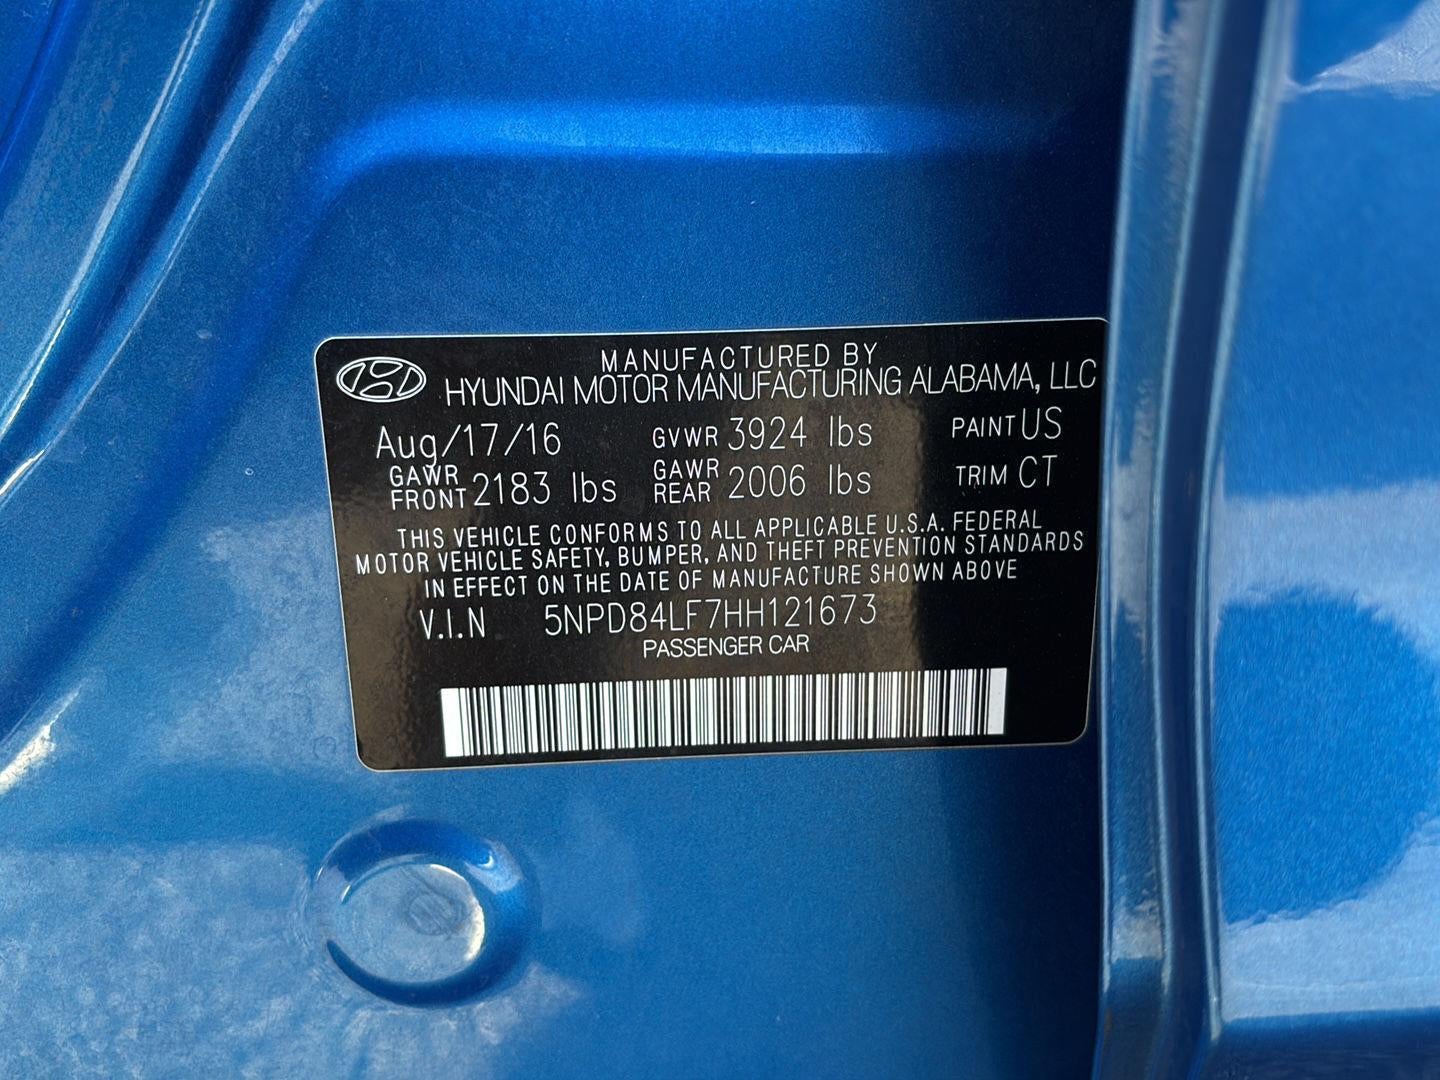 MANUFACTURED BY
HYUNDAI MOTOR MANUFACTURING ALABAMA, LLC
Aug/17/16 GVWR 3924 lbs PAINT US
GAWR FRONT 2183 lbs GAWR REAR 2006 lbs TRIM CT
THIS VEHICLE CONFORMS TO ALL APPLICABLE U.S.A. FEDERAL
MOTOR VEHICLE SAFETY, BUMPER, AND THEFT PREVENTION STANDARDS
IN EFFECT ON THE DATE OF MANUFACTURE SHOWN ABOVE
V.I.N 5NPD84LF7HH121673
PASSENGER CAR